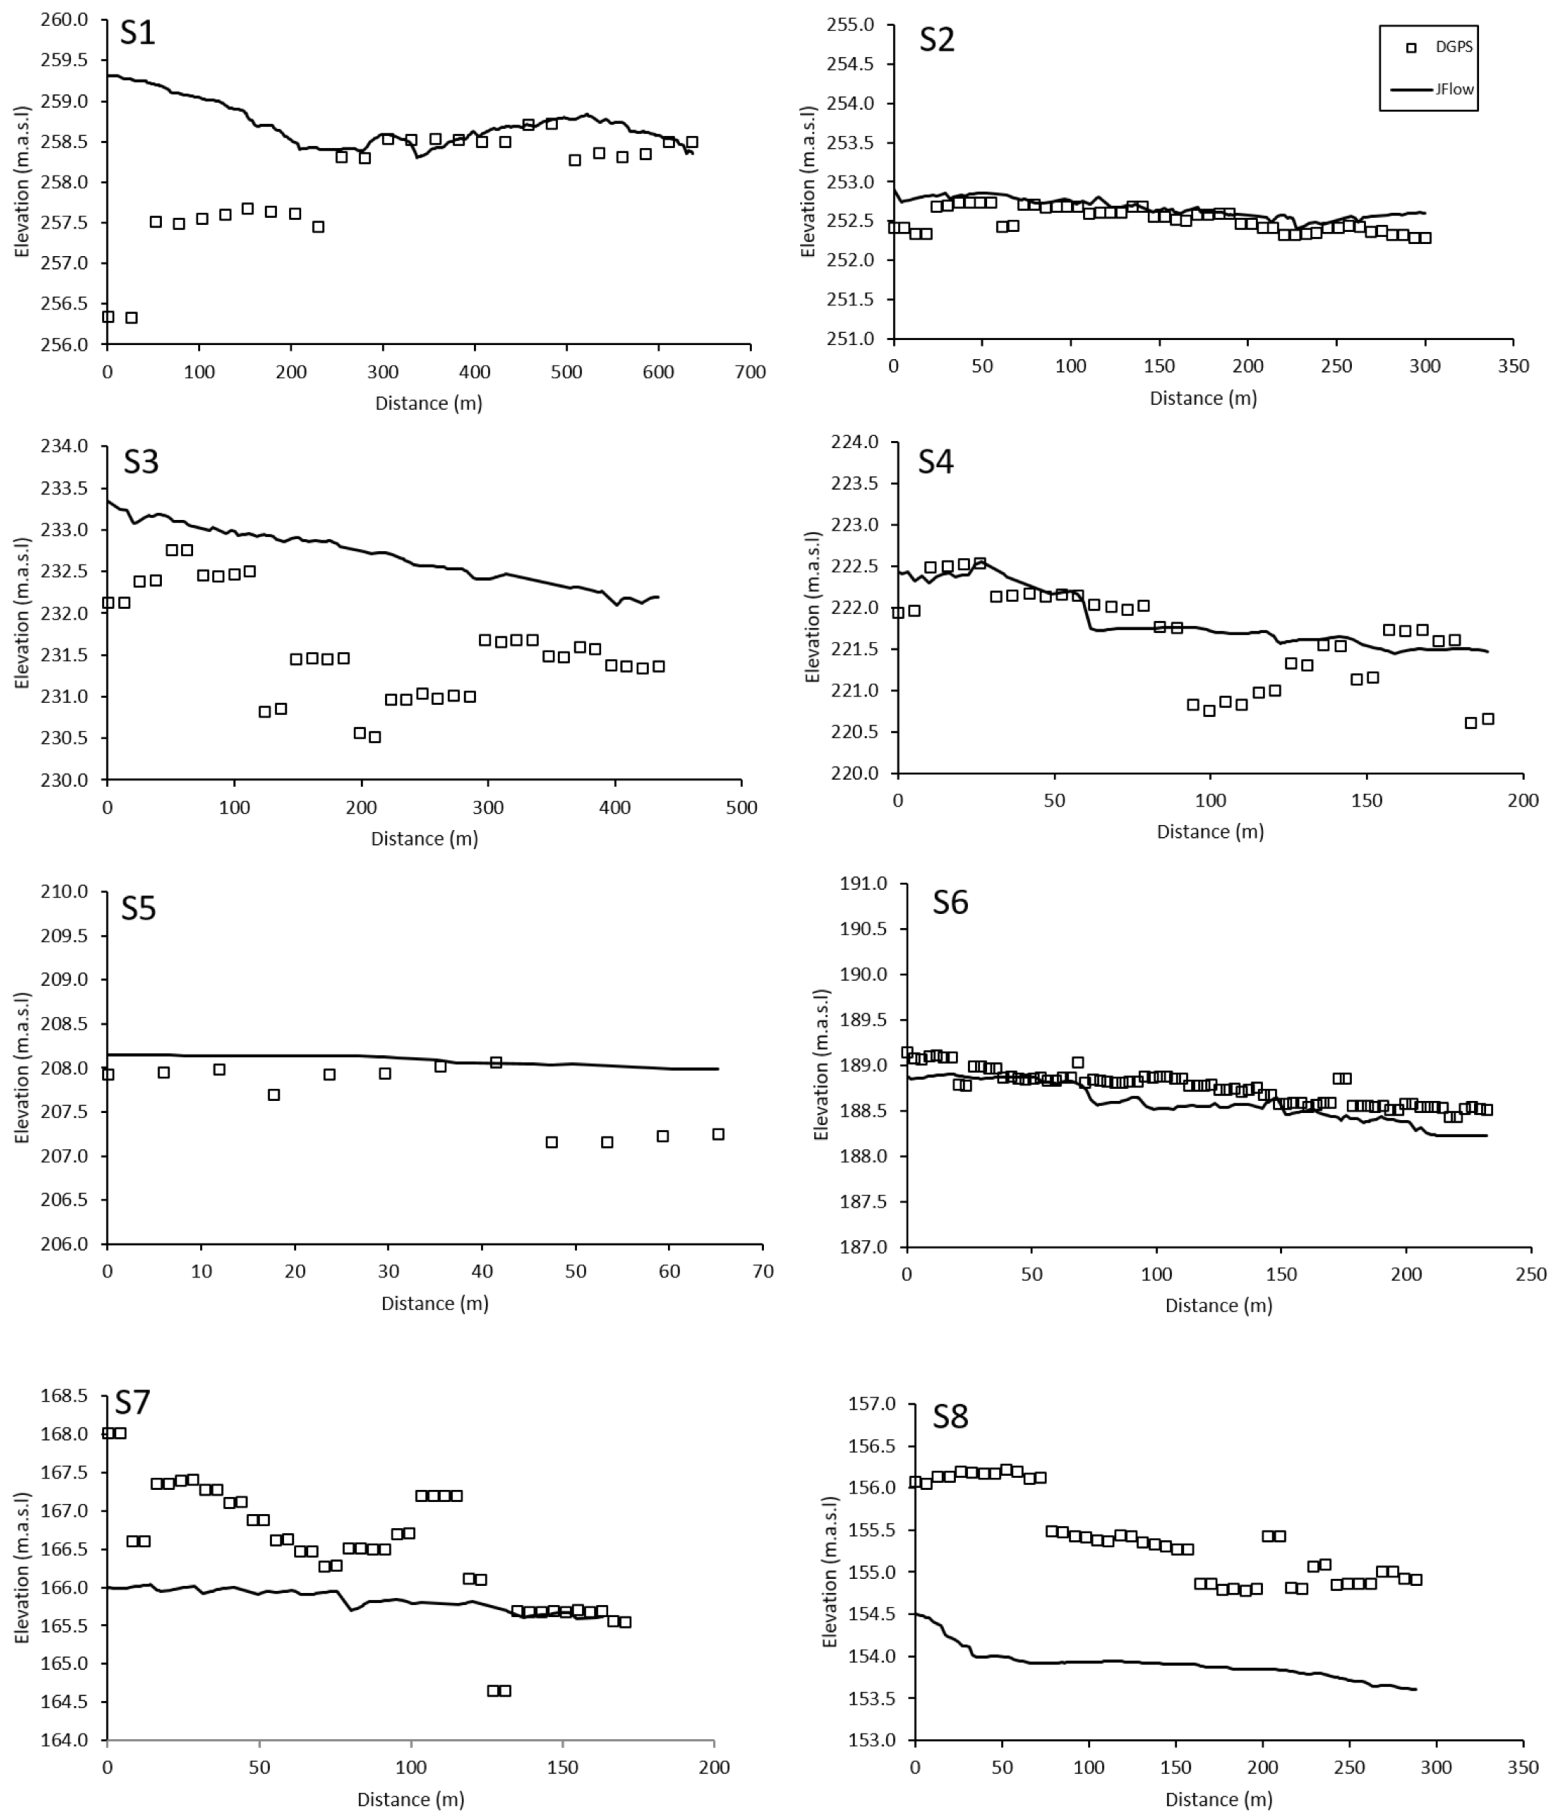 S1
260.0
259.5
259.0
258.5
258.0
257.5
257.0
256.5
256.0
Elevation (m.a.s.l)
0 100 200 300 400 500 600 700
Distance (m)
S2
255.0
254.5
254.0
253.5
253.0
252.5
252.0
251.5
251.0
Elevation (m.a.s.l)
0 50 100 150 200 250 300 350
Distance (m)
DGPS
JFlow
S3
234.0
233.5
233.0
232.5
232.0
231.5
231.0
230.5
230.0
Elevation (m.a.s.l)
0 100 200 300 400 500
Distance (m)
S4
224.0
223.5
223.0
222.5
222.0
221.5
221.0
220.5
220.0
Elevation (m.a.s.l)
0 50 100 150 200
Distance (m)
S5
210.0
209.5
209.0
208.5
208.0
207.5
207.0
206.5
206.0
Elevation (m.a.s.l)
0 10 20 30 40 50 60 70
Distance (m)
S6
191.0
190.5
190.0
189.5
189.0
188.5
188.0
187.5
187.0
Elevation (m.a.s.l)
0 50 100 150 200 250
Distance (m)
S7
168.5
168.0
167.5
167.0
166.5
166.0
165.5
165.0
164.5
164.0
Elevation (m.a.s.l)
0 50 100 150 200
Distance (m)
S8
157.0
156.5
156.0
155.5
155.0
154.5
154.0
153.5
153.0
Elevation (m.a.s.l)
0 50 100 150 200 250 300 350
Distance (m)